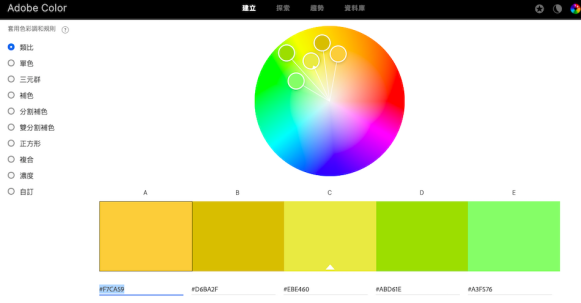 Adobe Color
建立 探索 趨勢 資料庫
套用色彩調和規則
類比
單色
三元群
補色
分割補色
雙分割補色
正方形
複合
濃度
自訂
A B C D E
#F7CA59 #D6BA2F #EBE460 #ABD61E #A3F576